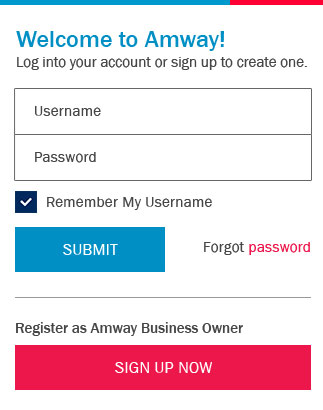 Welcome to Amway!
Log into your account or sign up to create one.
Username
Password
Remember My Username
SUBMIT
Forgot password
Register as Amway Business Owner
SIGN UP NOW